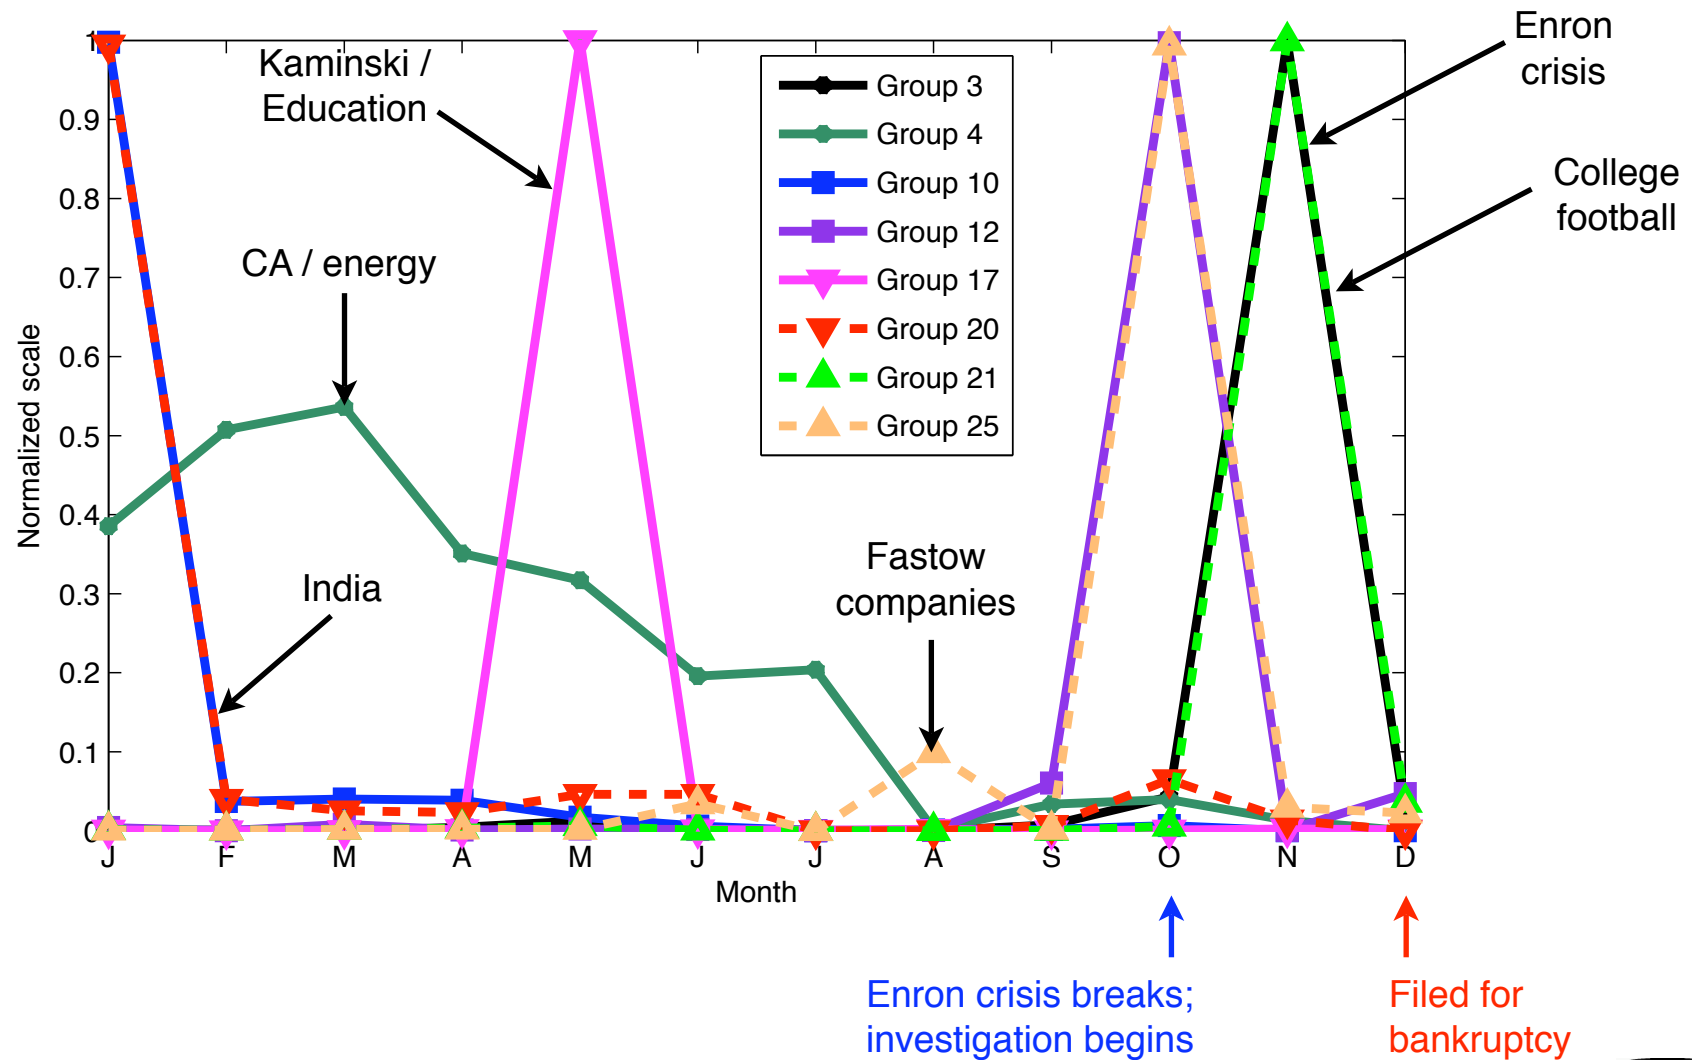 Enron
crisis
Kaminski /
Education
College
football
CA / energy
India
Fastow
companies
Group 3
Group 4
Group 10
Group 12
Group 17
Group 20
Group 21
Group 25
Normalized scale
1
0.9
0.8
0.7
0.6
0.5
0.4
0.3
0.2
0.1
0
J F M A M J J A S O N D
Month
Enron crisis breaks;
investigation begins
Filed for
bankruptcy